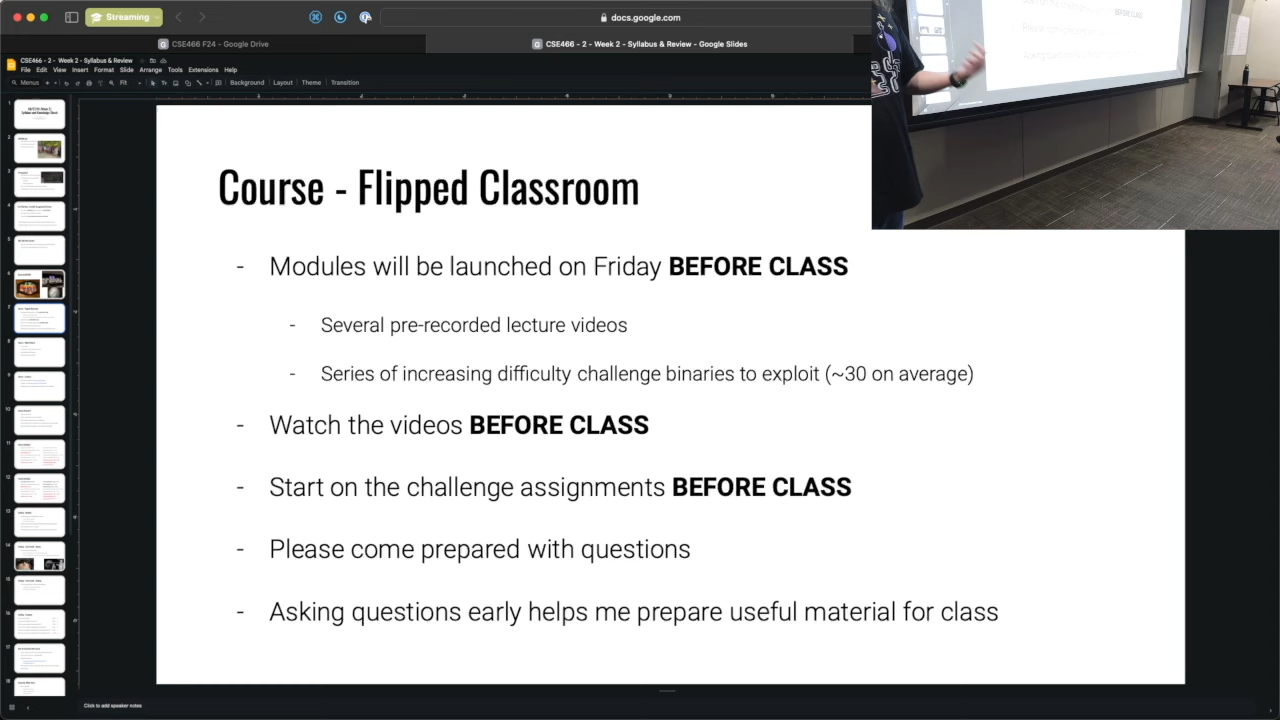 Streaming
docs.google.com
CSE466 F24 - Google Drive
CSE466 - 2 - Week 2 - Syllabus & Review - Google Slides
CSE466 - 2 - Week 2 - Syllabus & Review
File Edit View Insert Format Slide Arrange Tools Extensions Help
Menus Fit Background Layout Theme Transition
Course - Flipped Classroom
- Modules will be launched on Friday BEFORE CLASS
- Several pre-recorded lecture videos
- Series of increasing difficulty challenge binaries to exploit (~30 on average)
- Watch the videos BEFORE CLASS
- Start on the challenge assignments BEFORE CLASS
- Please come prepared with questions
- Asking questions early helps me prepare useful material for class
Click to add speaker notes